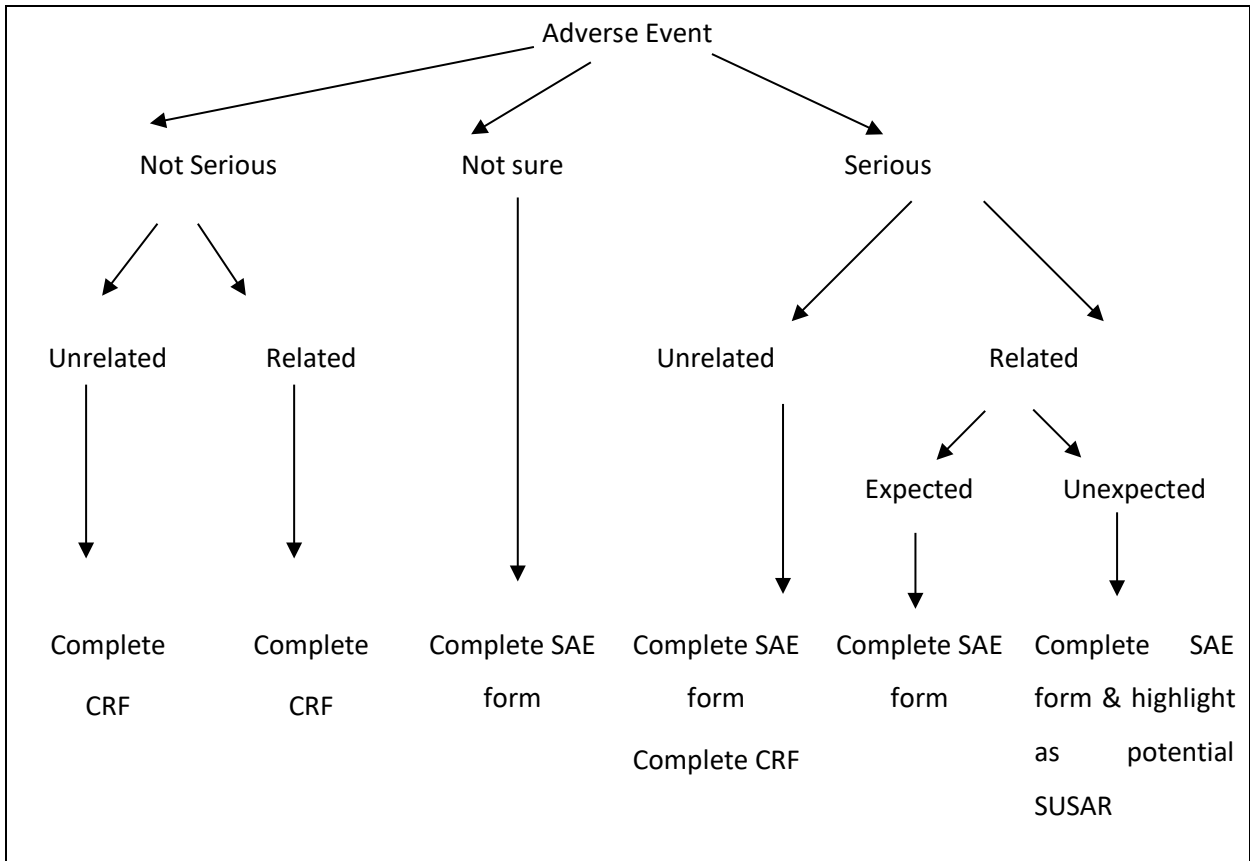 Adverse Event
Not Serious
Not sure
Serious
Unrelated
Related
Unrelated
Related
Expected
Unexpected
Complete
CRF
Complete
CRF
Complete SAE
form
Complete SAE
form
Complete CRF
Complete SAE
form
Complete SAE
form & highlight
as potential
SUSAR